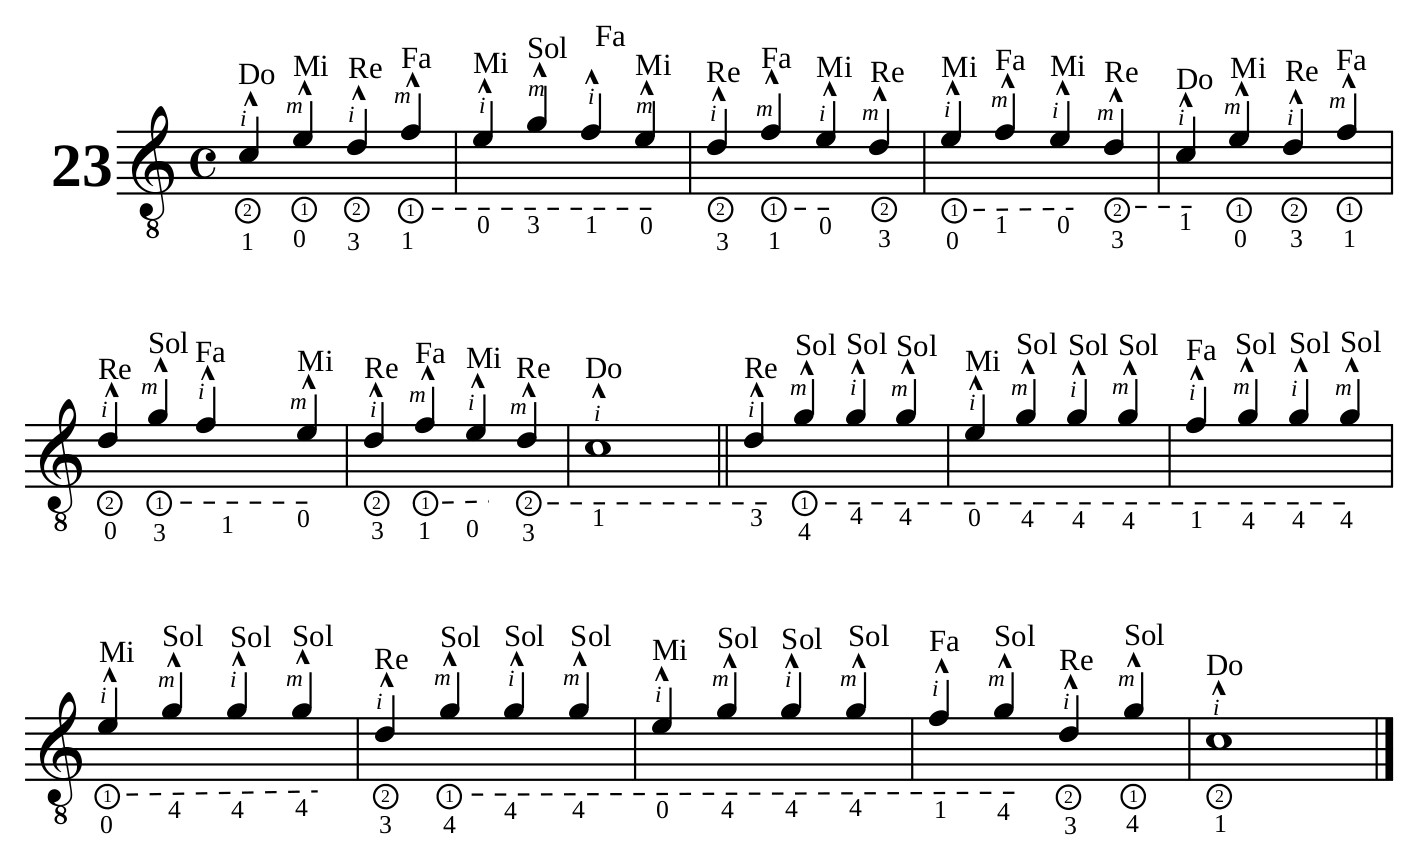 Do Mi Re Fa Mi Sol Fa Mi Re Fa Mi Re Mi Fa Mi Re Do Mi Re Fa
i m i m i m i m i m i m i m i m i m i m
23
8
2 1 2 1 2 1 2 1 2 1 2 1
1 0 3 1 0 3 1 0 3 1 0 3 0 1 0 3 1 0 3 1
Re Sol Fa Mi Re Fa Mi Re Do Re Sol Sol Sol Mi Sol Sol Sol Fa Sol Sol Sol
i m i m i m i m i i m i m i m i m i m i m
8
2 1 2 1 2 1
0 3 1 0 3 1 0 3 1 3 4 4 4 0 4 4 4 1 4 4 4
Mi Sol Sol Sol Re Sol Sol Sol Mi Sol Sol Sol Fa Sol Re Sol Do
i m i m i m i m i m i m i m i m i
8
1 2 1 2 1 2
0 4 4 4 3 4 4 4 0 4 4 4 1 4 3 4 1